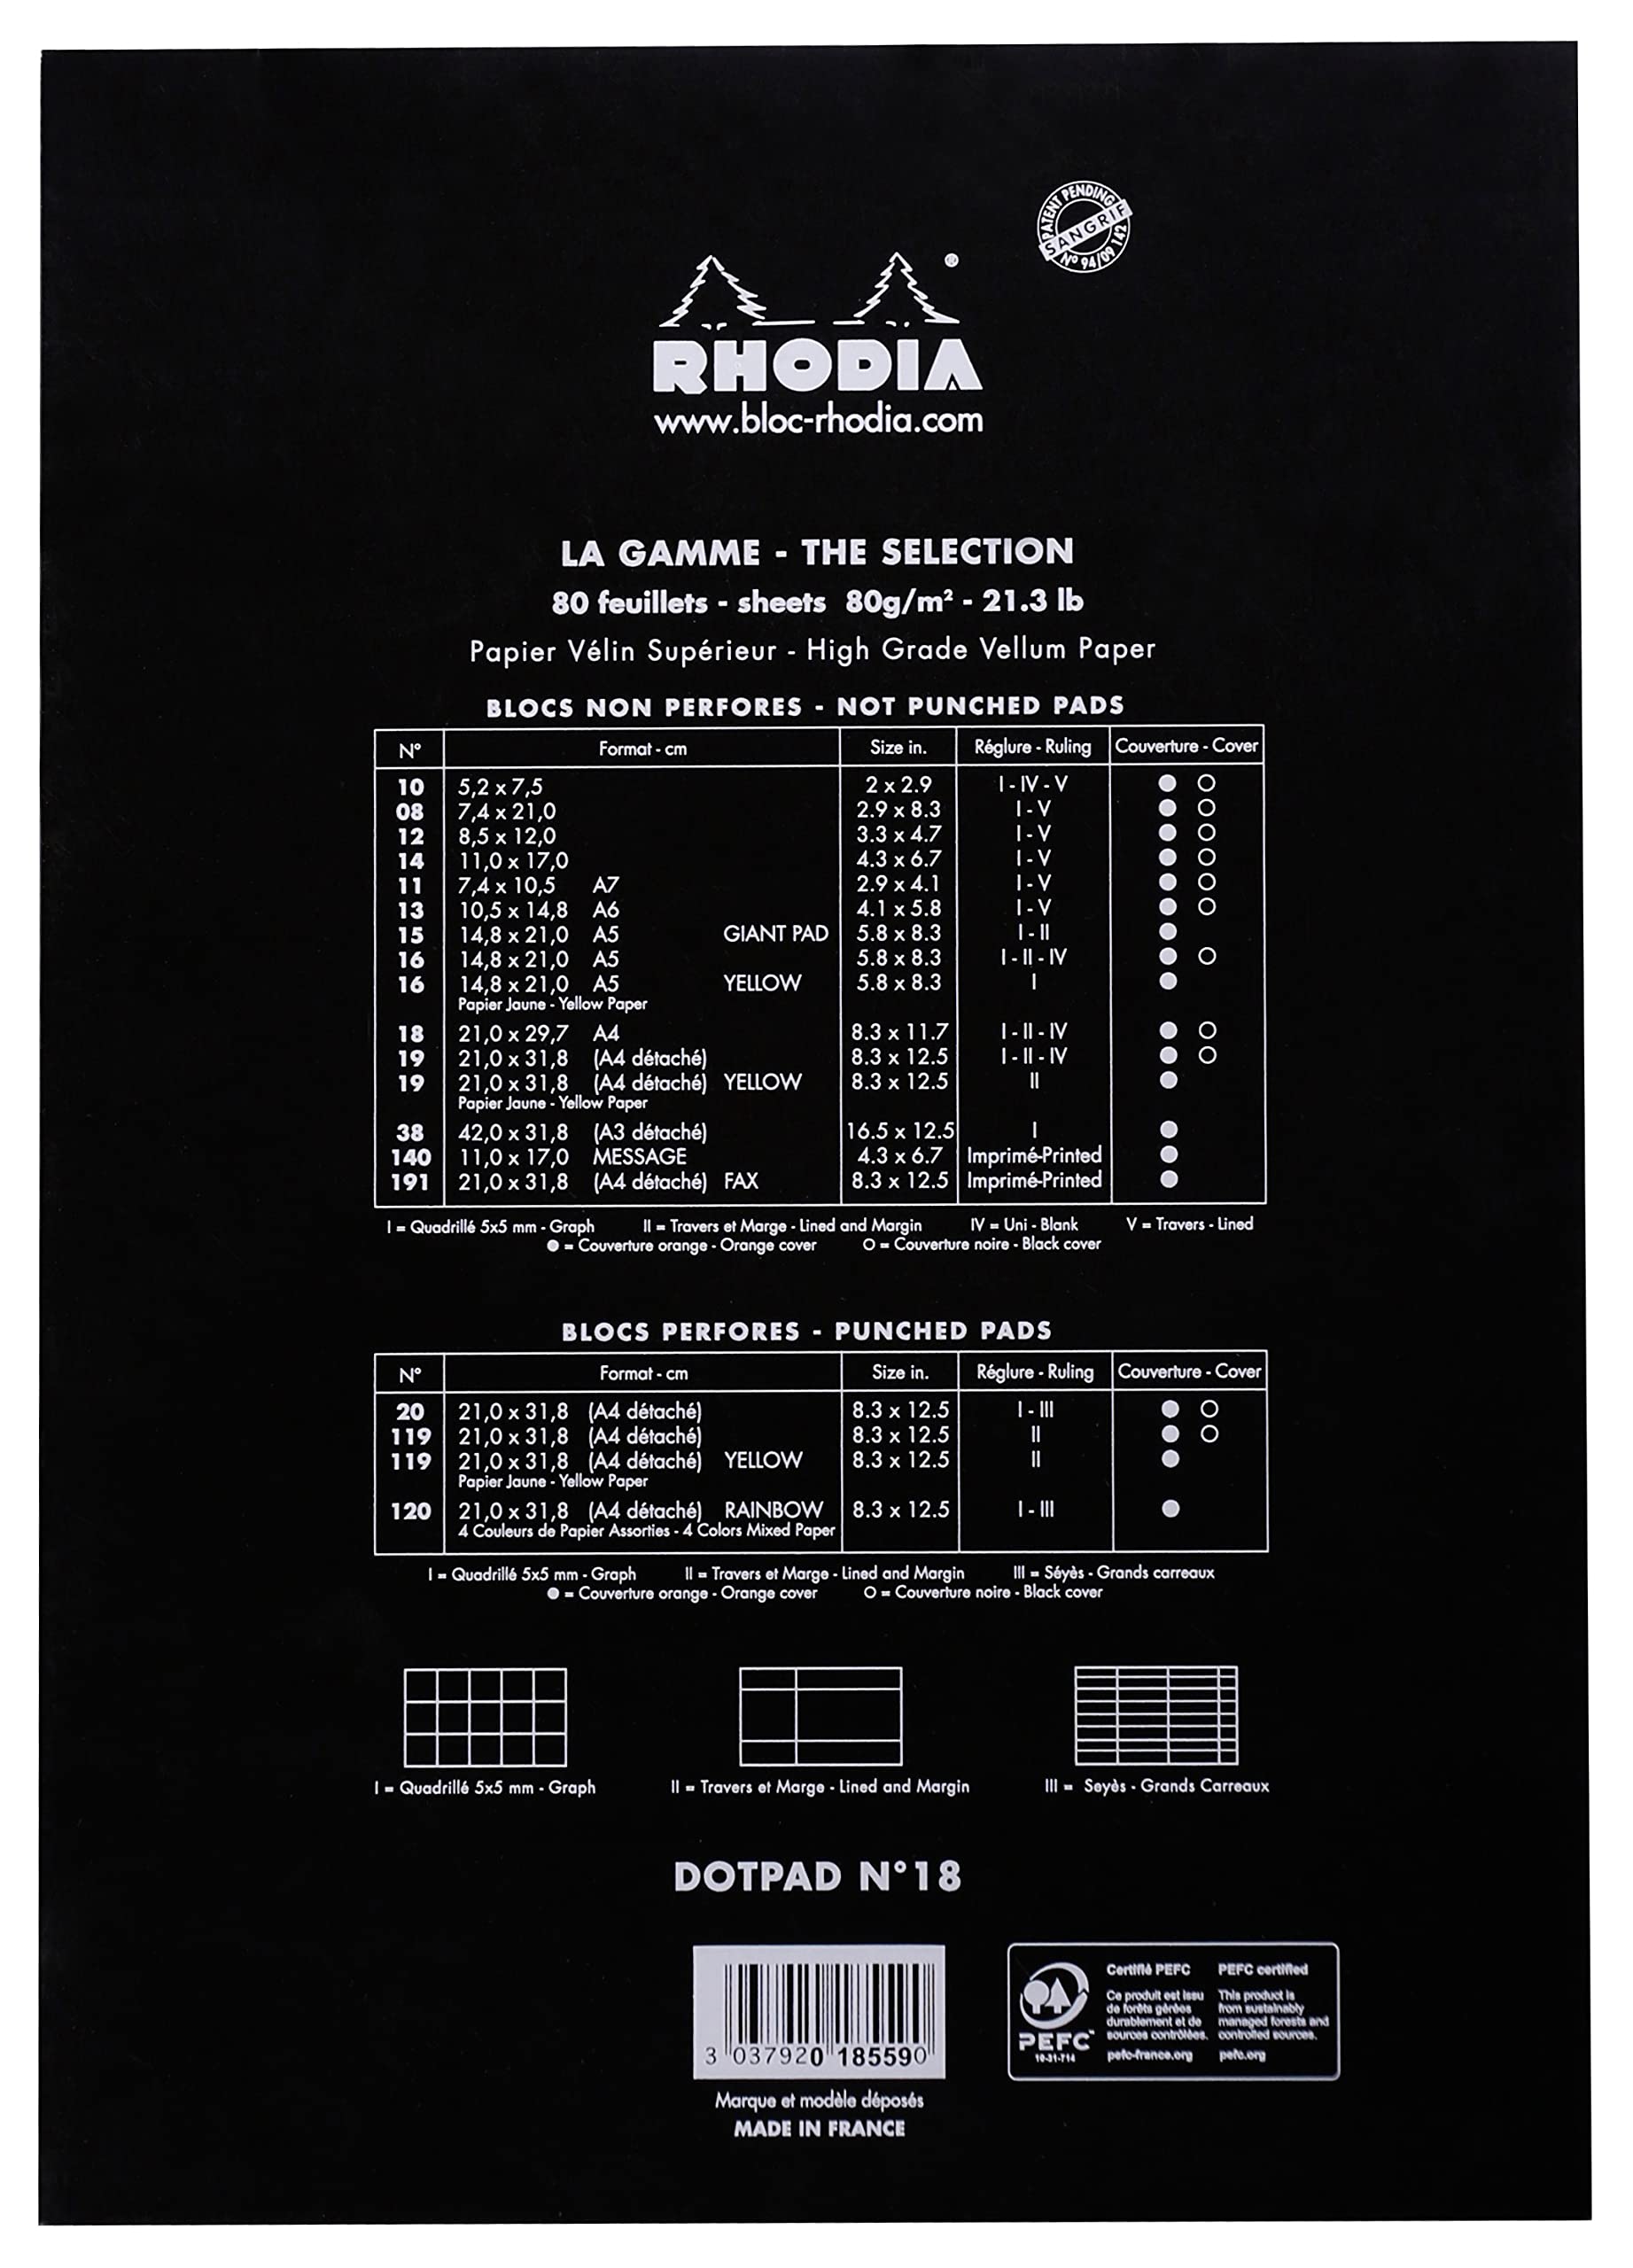 PATENT PENDING
SANGRIF
N° 94/09 142
®
RHODIA
www.bloc-rhodia.com
LA GAMME - THE SELECTION
80 feuillets - sheets 80g/m² - 21.3 lb
Papier Vélin Supérieur - High Grade Vellum Paper
BLOCS NON PERFORES - NOT PUNCHED PADS
N° Format - cm Size in. Réglure - Ruling Couverture - Cover
10 5,2 x 7,5 2 x 2.9 I - IV - V ● ○
08 7,4 x 21,0 2.9 x 8.3 I - V ● ○
12 8,5 x 12,0 3.3 x 4.7 I - V ● ○
14 11,0 x 17,0 4.3 x 6.7 I - V ● ○
11 7,4 x 10,5 A7 2.9 x 4.1 I - V ● ○
13 10,5 x 14,8 A6 4.1 x 5.8 I - V ● ○
15 14,8 x 21,0 A5 GIANT PAD 5.8 x 8.3 I - II ●
16 14,8 x 21,0 A5 5.8 x 8.3 I - II - IV ● ○
16 14,8 x 21,0 A5 YELLOW 5.8 x 8.3 I ●
Papier Jaune - Yellow Paper
18 21,0 x 29,7 A4 8.3 x 11.7 I - II - IV ● ○
19 21,0 x 31,8 (A4 détaché) 8.3 x 12.5 I - II - IV ● ○
19 21,0 x 31,8 (A4 détaché) YELLOW 8.3 x 12.5 II ●
Papier Jaune - Yellow Paper
38 42,0 x 31,8 (A3 détaché) 16.5 x 12.5 I ●
140 11,0 x 17,0 MESSAGE 4.3 x 6.7 Imprimé-Printed ●
191 21,0 x 31,8 (A4 détaché) FAX 8.3 x 12.5 Imprimé-Printed ●
I = Quadrillé 5x5 mm - Graph II = Travers et Marge - Lined and Margin IV = Uni - Blank V = Travers - Lined
● = Couverture orange - Orange cover ○ = Couverture noire - Black cover
BLOCS PERFORES - PUNCHED PADS
N° Format - cm Size in. Réglure - Ruling Couverture - Cover
20 21,0 x 31,8 (A4 détaché) 8.3 x 12.5 I - III ● ○
119 21,0 x 31,8 (A4 détaché) 8.3 x 12.5 II ● ○
119 21,0 x 31,8 (A4 détaché) YELLOW 8.3 x 12.5 II ●
Papier Jaune - Yellow Paper
120 21,0 x 31,8 (A4 détaché) RAINBOW 8.3 x 12.5 I - III ●
4 Couleurs de Papier Assorties - 4 Colors Mixed Paper
I = Quadrillé 5x5 mm - Graph II = Travers et Marge - Lined and Margin III = Séyès - Grands carreaux
● = Couverture orange - Orange cover ○ = Couverture noire - Black cover
I = Quadrillé 5x5 mm - Graph II = Travers et Marge - Lined and Margin III = Seyès - Grands Carreaux
DOTPAD N°18
3 037920 185590
Marque et modèle déposés
MADE IN FRANCE
PEFC™
10-31-714
Certifié PEFC
Ce produit est issu
de forêts gérées
durablement et de
sources contrôlées.
pefc-france.org
PEFC certified
This product is
from sustainably
managed forests and
controlled sources.
pefc.org